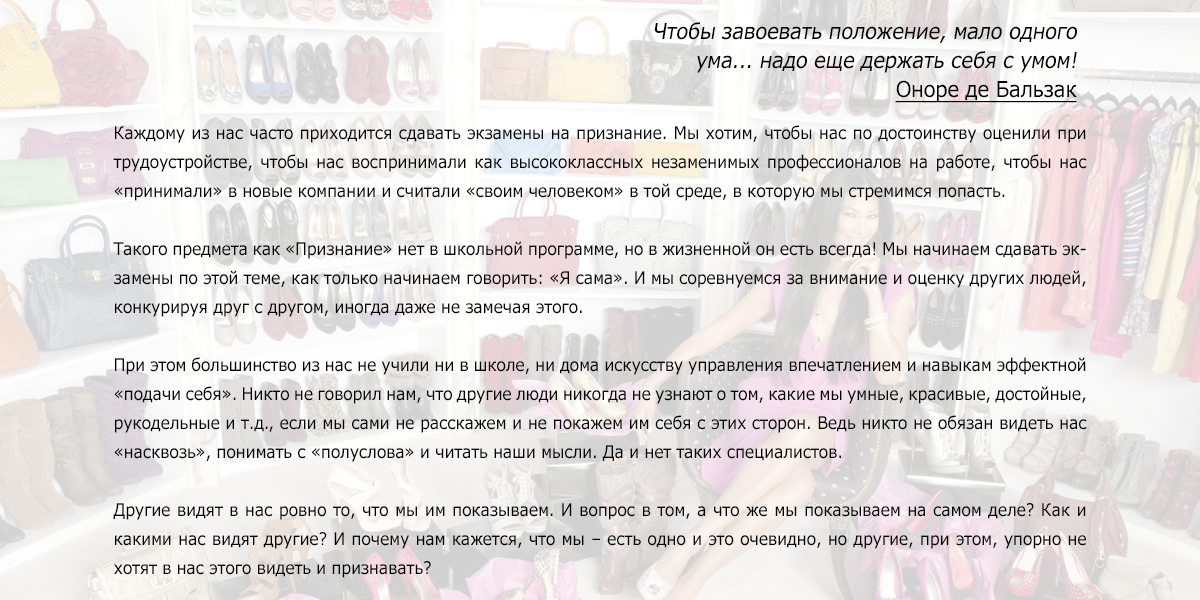 Чтобы завоевать положение, мало одного
ума... надо еще держать себя с умом!
Оноре де Бальзак
Каждому из нас часто приходится сдавать экзамены на признание. Мы хотим, чтобы нас по достоинству оценили при
трудоустройстве, чтобы нас воспринимали как высококлассных незаменимых профессионалов на работе, чтобы нас
«принимали» в новые компании и считали «своим человеком» в той среде, в которую мы стремимся попасть.
Такого предмета как «Признание» нет в школьной программе, но в жизненной он есть всегда! Мы начинаем сдавать эк-
замены по этой теме, как только начинаем говорить: «Я сама». И мы соревнуемся за внимание и оценку других людей,
конкурируя друг с другом, иногда даже не замечая этого.
При этом большинство из нас не учили ни в школе, ни дома искусству управления впечатлением и навыкам эффектной
«подачи себя». Никто не говорил нам, что другие люди никогда не узнают о том, какие мы умные, красивые, достойные,
рукодельные и т.д., если мы сами не расскажем и не покажем им себя с этих сторон. Ведь никто не обязан видеть нас
«насквозь», понимать с «полуслова» и читать наши мысли. Да и нет таких специалистов.
Другие видят в нас ровно то, что мы им показываем. И вопрос в том, а что же мы показываем на самом деле? Как и
какими нас видят другие? И почему нам кажется, что мы – есть одно и это очевидно, но другие, при этом, упорно не
хотят в нас этого видеть и признавать?